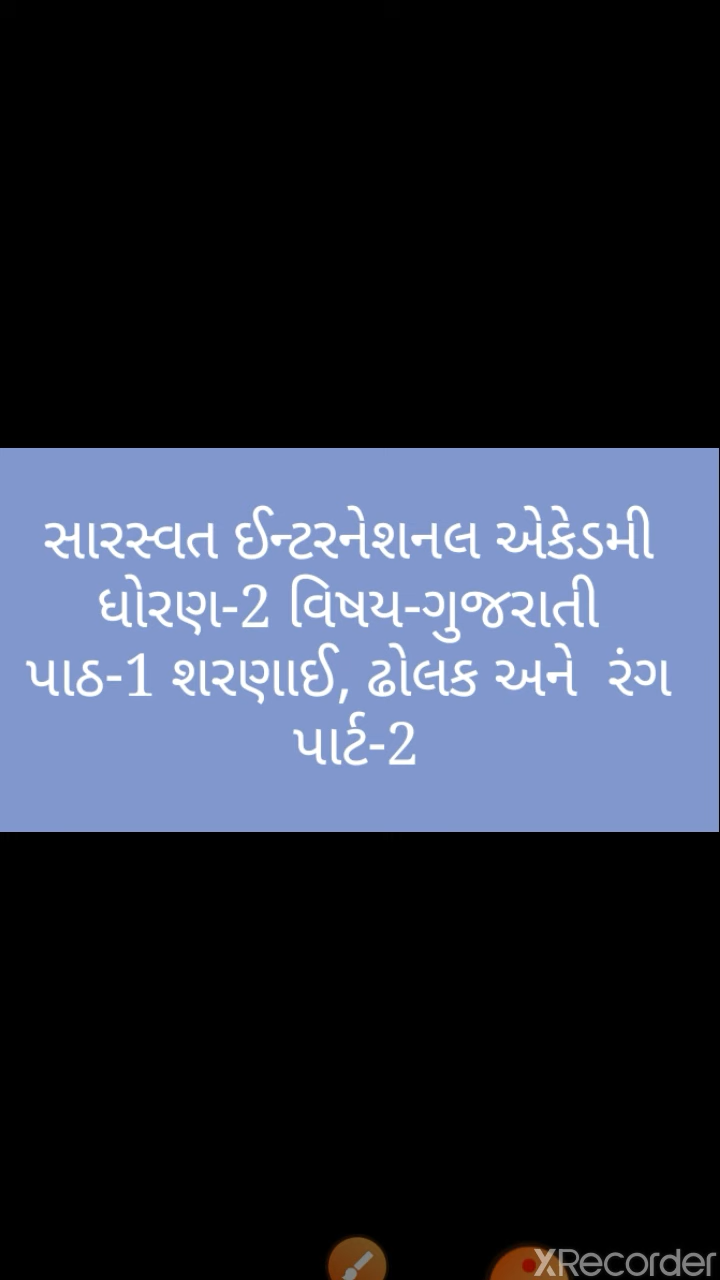 સારસ્વત ઈન્ટરનેશનલ એકેડમી
ધોરણ-2 વિષય-ગુજરાતી
પાઠ-1 શરણાઈ, ઢોલક અને  રંગ
પાર્ટ-2
XRecorder